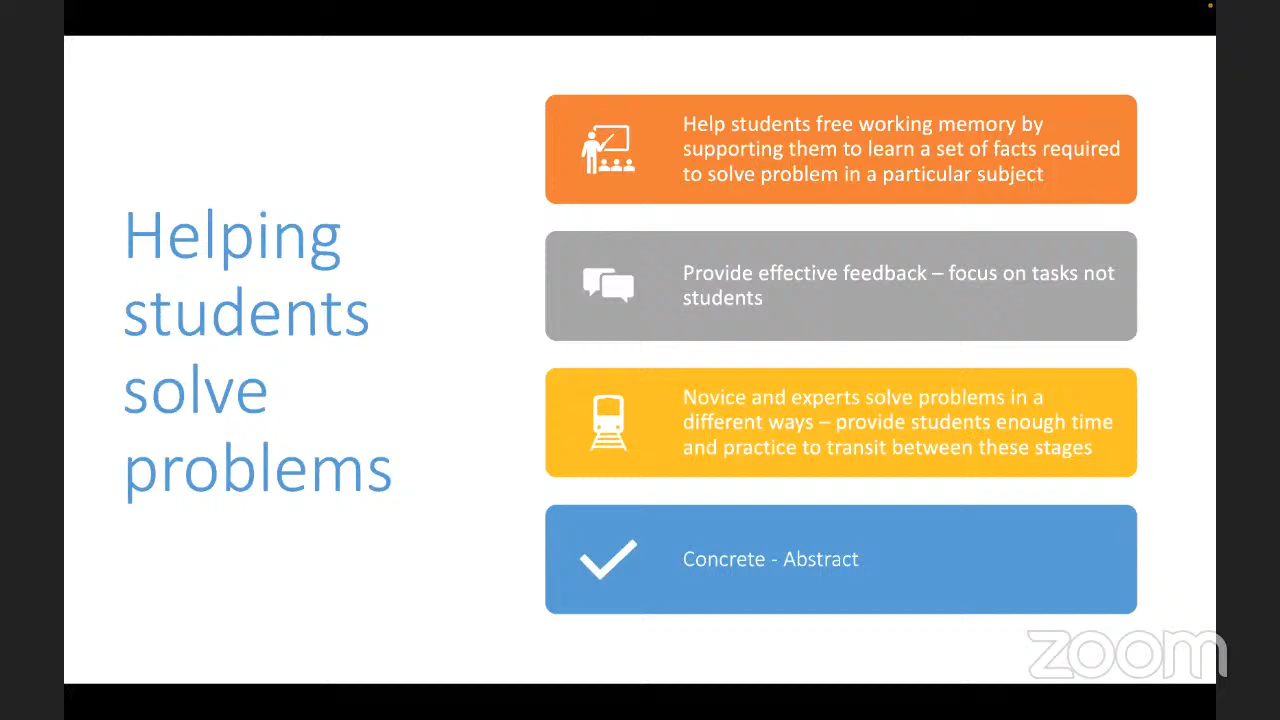 Helping
students
solve
problems
Help students free working memory by
supporting them to learn a set of facts required
to solve problem in a particular subject
Provide effective feedback – focus on tasks not
students
Novice and experts solve problems in a
different ways – provide students enough time
and practice to transit between these stages
Concrete - Abstract
zoom